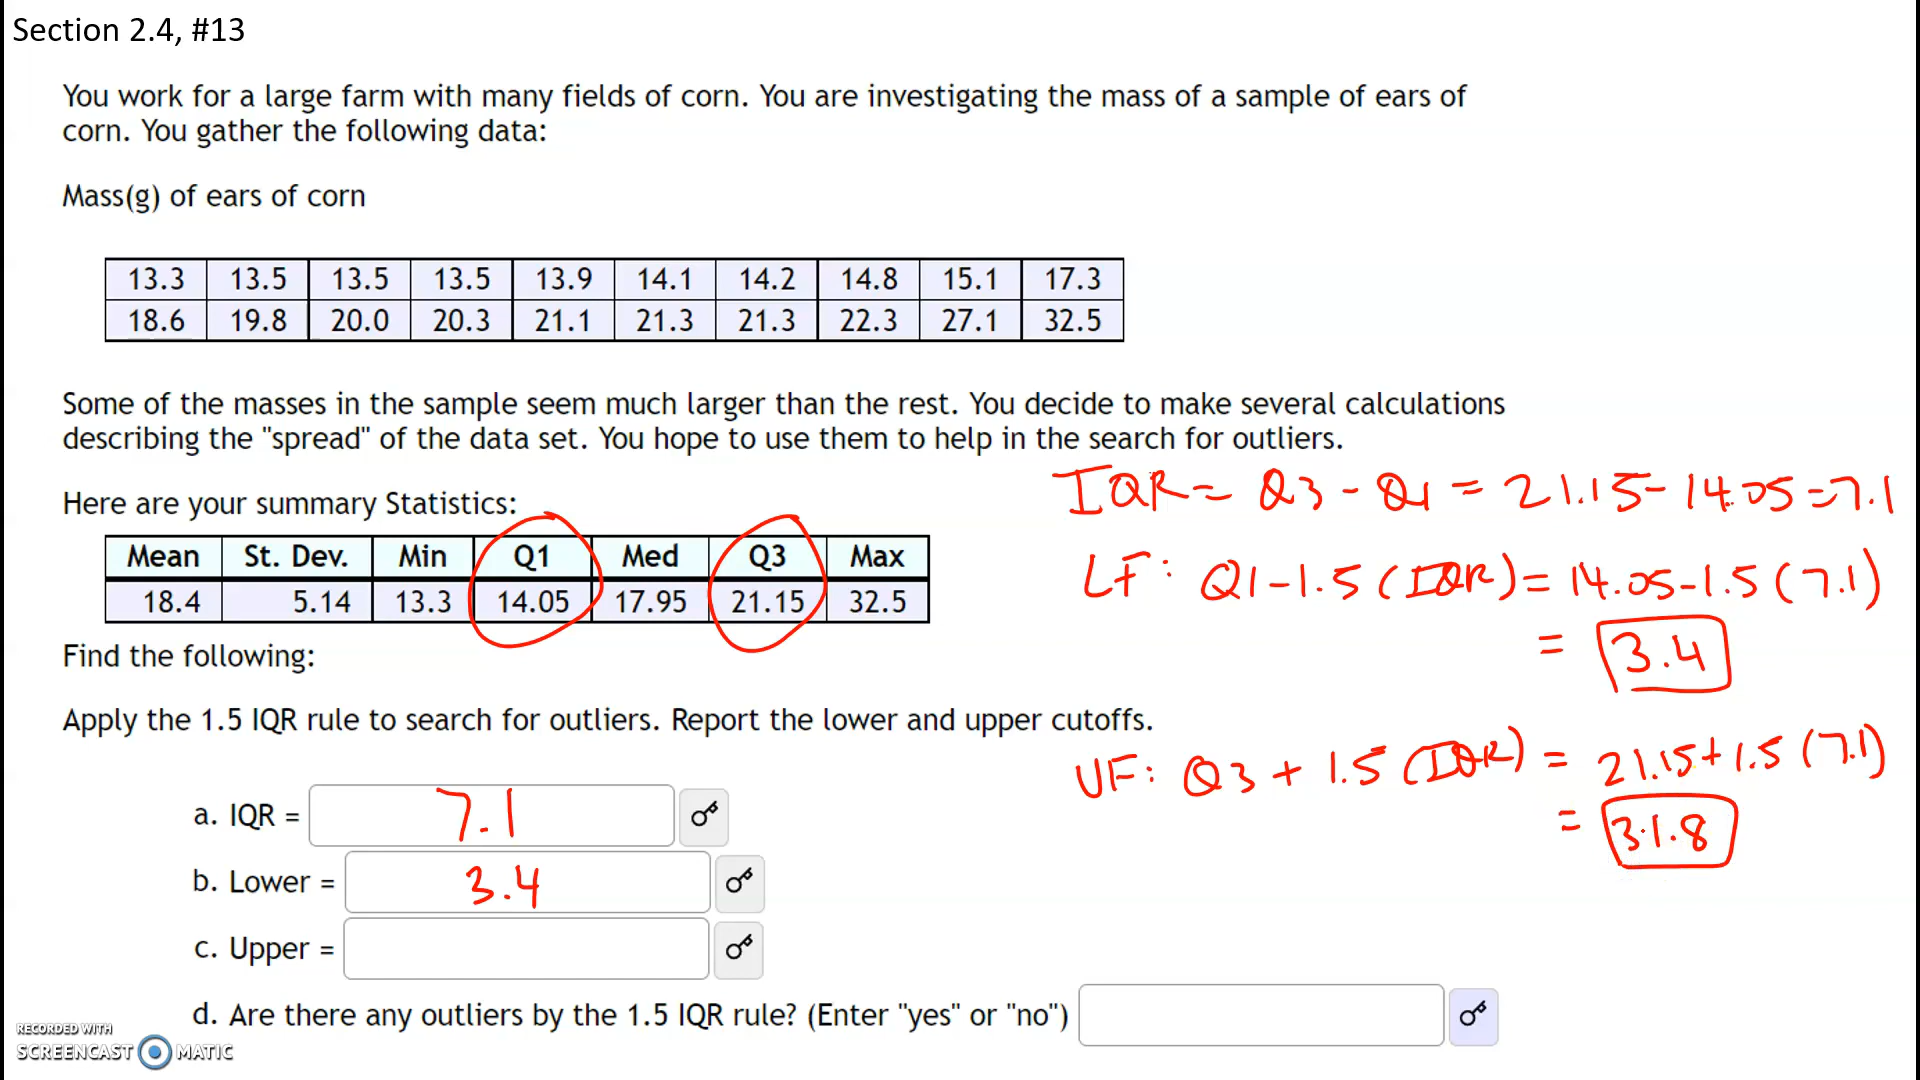 Section 2.4, #13
You work for a large farm with many fields of corn. You are investigating the mass of a sample of ears of
corn. You gather the following data:
Mass(g) of ears of corn
13.3 13.5 13.5 13.5 13.9 14.1 14.2 14.8 15.1 17.3
18.6 19.8 20.0 20.3 21.1 21.3 21.3 22.3 27.1 32.5
Some of the masses in the sample seem much larger than the rest. You decide to make several calculations
describing the "spread" of the data set. You hope to use them to help in the search for outliers.
Here are your summary Statistics:
Mean St. Dev. Min Q1 Med Q3 Max
18.4 5.14 13.3 14.05 17.95 21.15 32.5
IQR = Q3 - Q1 = 21.15 - 14.05 = 7.1
LF: Q1 - 1.5 (IQR) = 14.05 - 1.5 (7.1)
= 3.4
Find the following:
Apply the 1.5 IQR rule to search for outliers. Report the lower and upper cutoffs.
UF: Q3 + 1.5 (IQR) = 21.15 + 1.5 (7.1)
= 31.8
a. IQR = 7.1
b. Lower = 3.4
c. Upper =
d. Are there any outliers by the 1.5 IQR rule? (Enter "yes" or "no")
RECORDED WITH
SCREENCAST MATIC